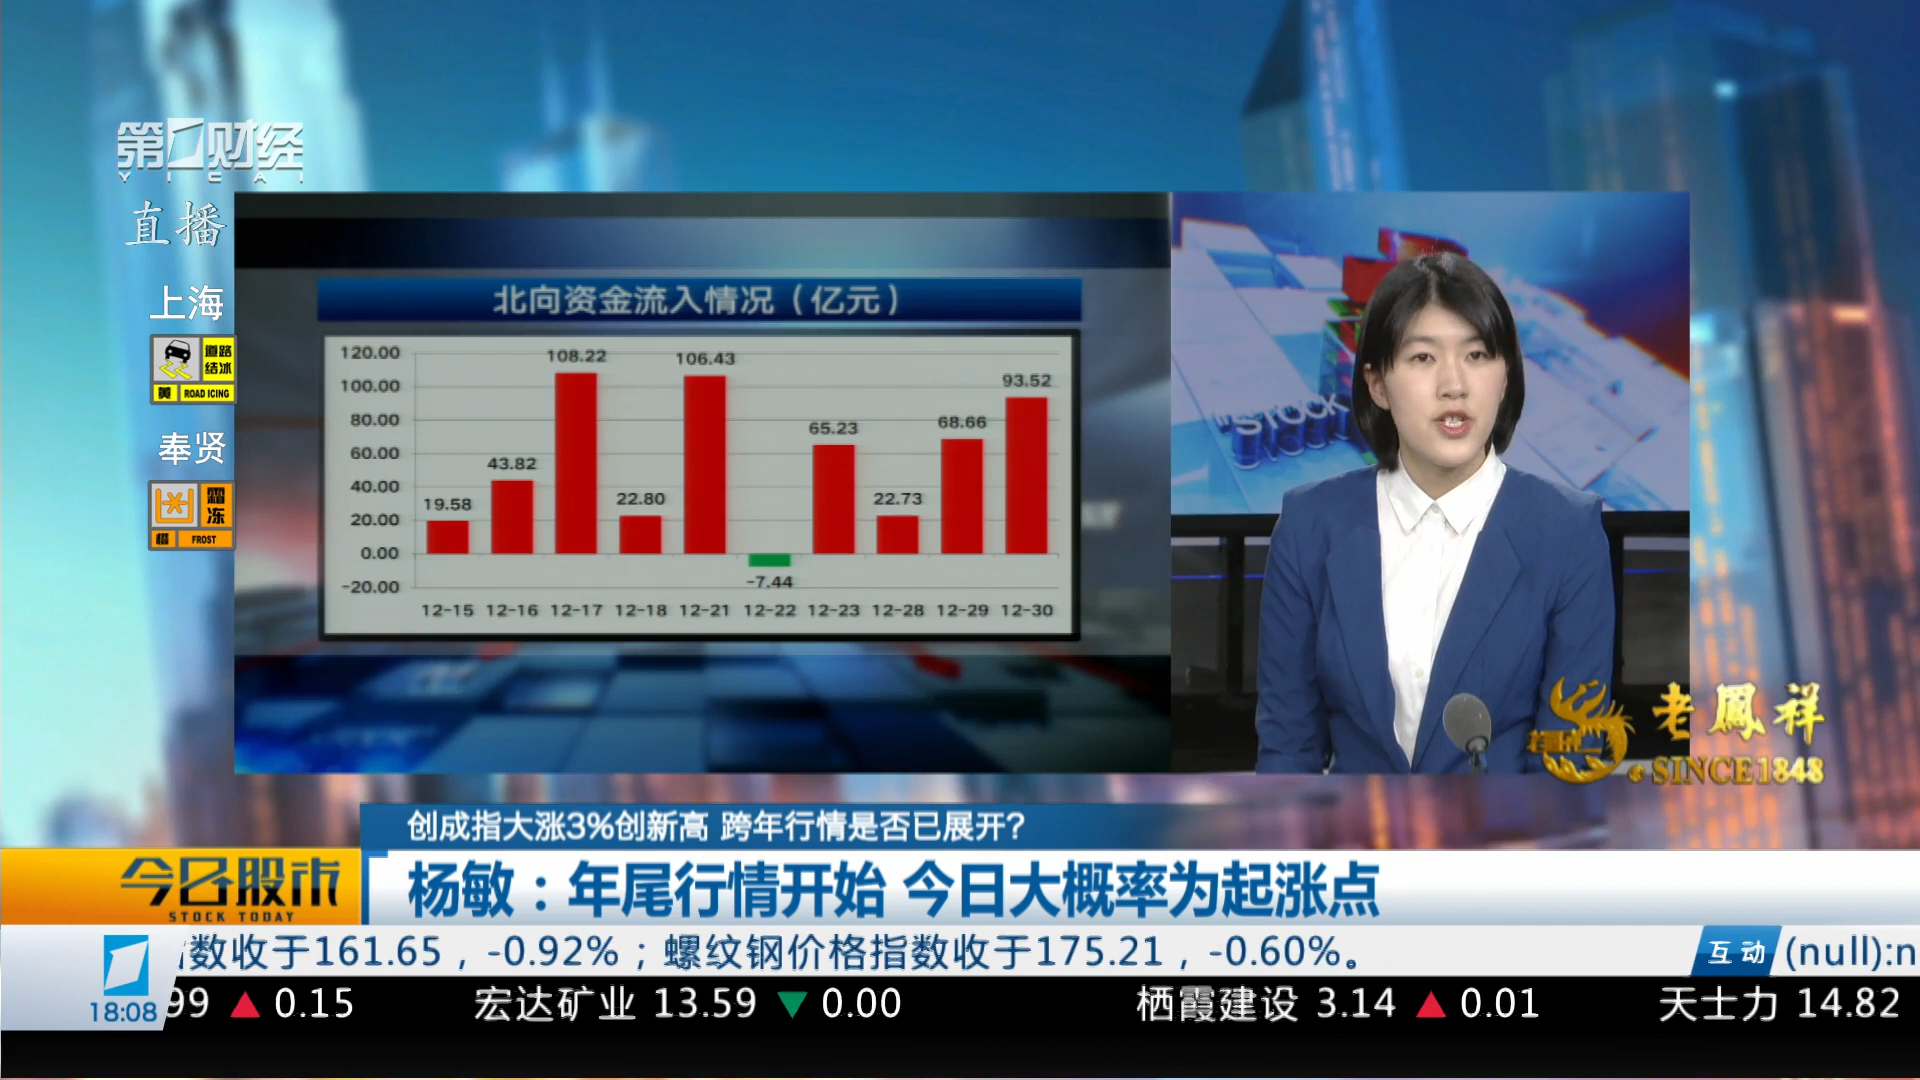 第一财经
YICAI
直播
上海
道路
结冰
黄 ROAD ICING
奉贤
霜
冻
橙 FROST
北向资金流入情况（亿元）
120.00
100.00
80.00
60.00
40.00
20.00
0.00
-20.00
19.58
43.82
108.22
22.80
106.43
-7.44
65.23
22.73
68.66
93.52
12-15 12-16 12-17 12-18 12-21 12-22 12-23 12-28 12-29 12-30
STOCK
老鳳祥
SINCE1848
创成指大涨3%创新高 跨年行情是否已展开?
今日股市
STOCK TODAY
杨敏：年尾行情开始 今日大概率为起涨点
数收于161.65，-0.92%；螺纹钢价格指数收于175.21，-0.60%。
互动 (null):n
18:08
99 ▲ 0.15 宏达矿业 13.59 ▼ 0.00 栖霞建设 3.14 ▲ 0.01 天士力 14.82